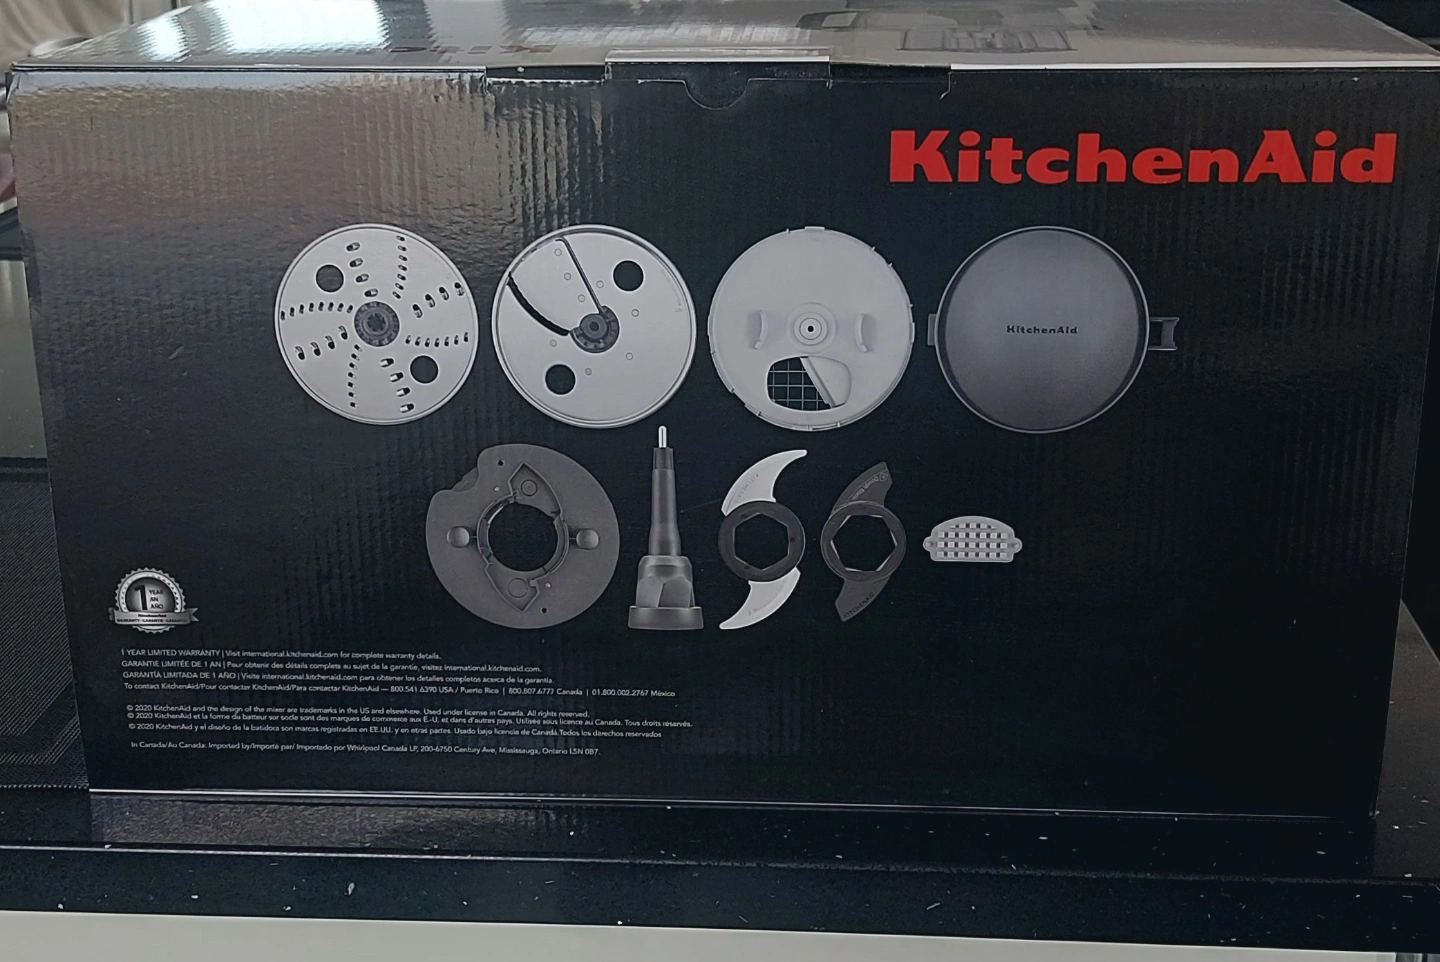 KitchenAid
KitchenAid
1 YEAR
AN
AÑO
1 YEAR LIMITED WARRANTY | Visit international.kitchenaid.com for complete warranty details.
GARANTIE LIMITÉE DE 1 AN | Pour obtenir des détails complets au sujet de la garantie, visitez international.kitchenaid.com.
GARANTÍA LIMITADA DE 1 AÑO | Visite international.kitchenaid.com para obtener los detalles completos acerca de la garantía.
To contact KitchenAid/Pour contacter KitchenAid/Para contactar KitchenAid — 800.541.6390 USA / Puerto Rico | 800.807.6777 Canada | 01.800.002.2767 México
© 2020 KitchenAid and the design of the mixer are trademarks in the US and elsewhere. Used under license in Canada. All rights reserved.
© 2020 KitchenAid et la forme du batteur sur socle sont des marques de commerce aux É.-U. et dans d'autres pays. Utilisée sous licence au Canada. Tous droits réservés.
© 2020 KitchenAid y el diseño de la batidora son marcas registradas en EE.UU. y en otras partes. Usado bajo licencia de Canadá. Todos los derechos reservados
In Canada/Au Canada: Imported by/Importé par/ Importado por Whirlpool Canada LP, 200-6750 Century Ave, Mississauga, Ontario L5N 0B7.